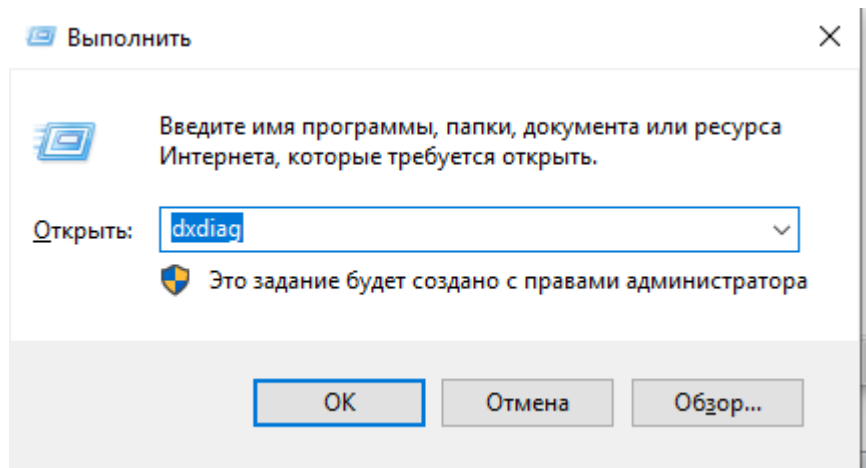 Выполнить
Введите имя программы, папки, документа или ресурса
Интернета, которые требуется открыть.
Открыть: dxdiag
Это задание будет создано с правами администратора
ОК Отмена Обзор...